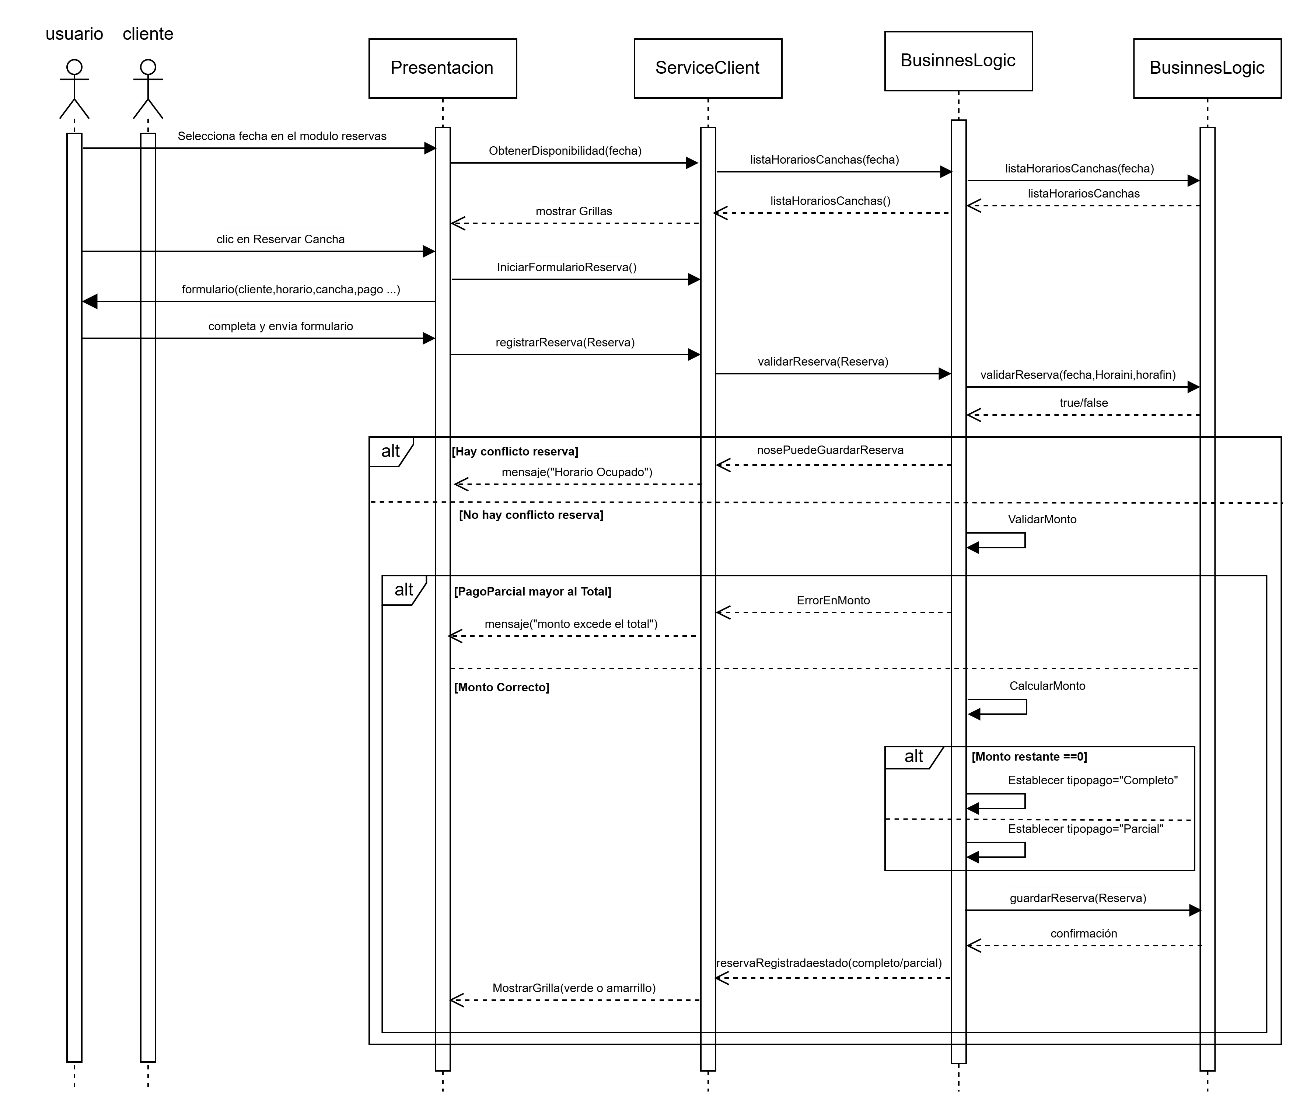 usuario
cliente
Presentacion
ServiceClient
BusinnesLogic
BusinnesLogic
Selecciona fecha en el modulo reservas
ObtenerDisponibilidad(fecha)
listaHorariosCanchas(fecha)
listaHorariosCanchas(fecha)
listaHorariosCanchas
listaHorariosCanchas()
mostrar Grillas
clic en Reservar Cancha
IniciarFormularioReserva()
formulario(cliente,horario,cancha,pago ...)
completa y envia formulario
registrarReserva(Reserva)
validarReserva(Reserva)
validarReserva(fecha,Horaini,horafin)
true/false
alt
[Hay conflicto reserva]
nosePuedeGuardarReserva
mensaje("Horario Ocupado")
[No hay conflicto reserva]
ValidarMonto
alt
[PagoParcial mayor al Total]
ErrorEnMonto
mensaje("monto excede el total")
[Monto Correcto]
CalcularMonto
alt
[Monto restante ==0]
Establecer tipopago="Completo"
Establecer tipopago="Parcial"
guardarReserva(Reserva)
confirmación
reservaRegistradaestado(completo/parcial)
MostrarGrilla(verde o amarrillo)